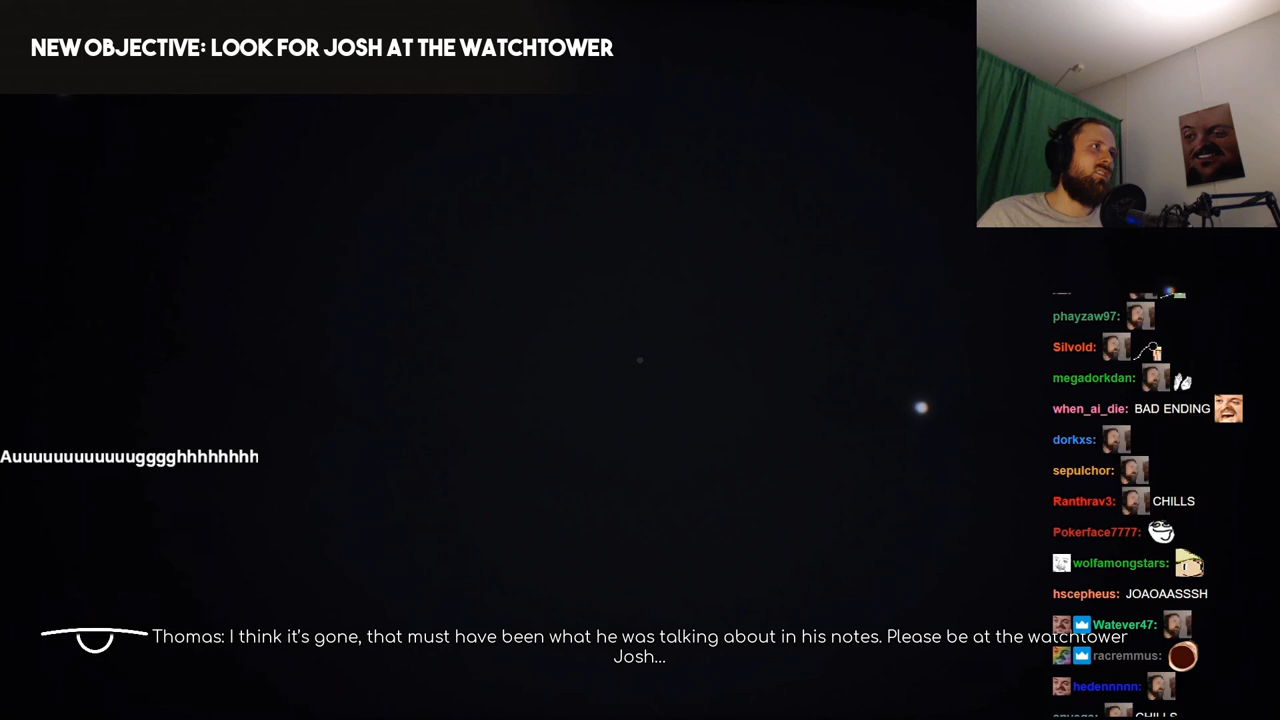 NEW OBJECTIVE: LOOK FOR JOSH AT THE WATCHTOWER
phayzaw97:
Silvold:
megadorkdan:
when_ai_die: BAD ENDING
dorkxs:
Auuuuuuuuuuuugggghhhhhhhh
sepulchor:
Ranthrav3: CHILLS
Pokerface7777:
wolfamongstars:
hscepheus: JOAOAASSSH
Watever47:
Thomas: I think it's gone, that must have been what he was talking about in his notes. Please be at the watchtower
Josh...
racremmus:
hedennnnn:
CHILLS